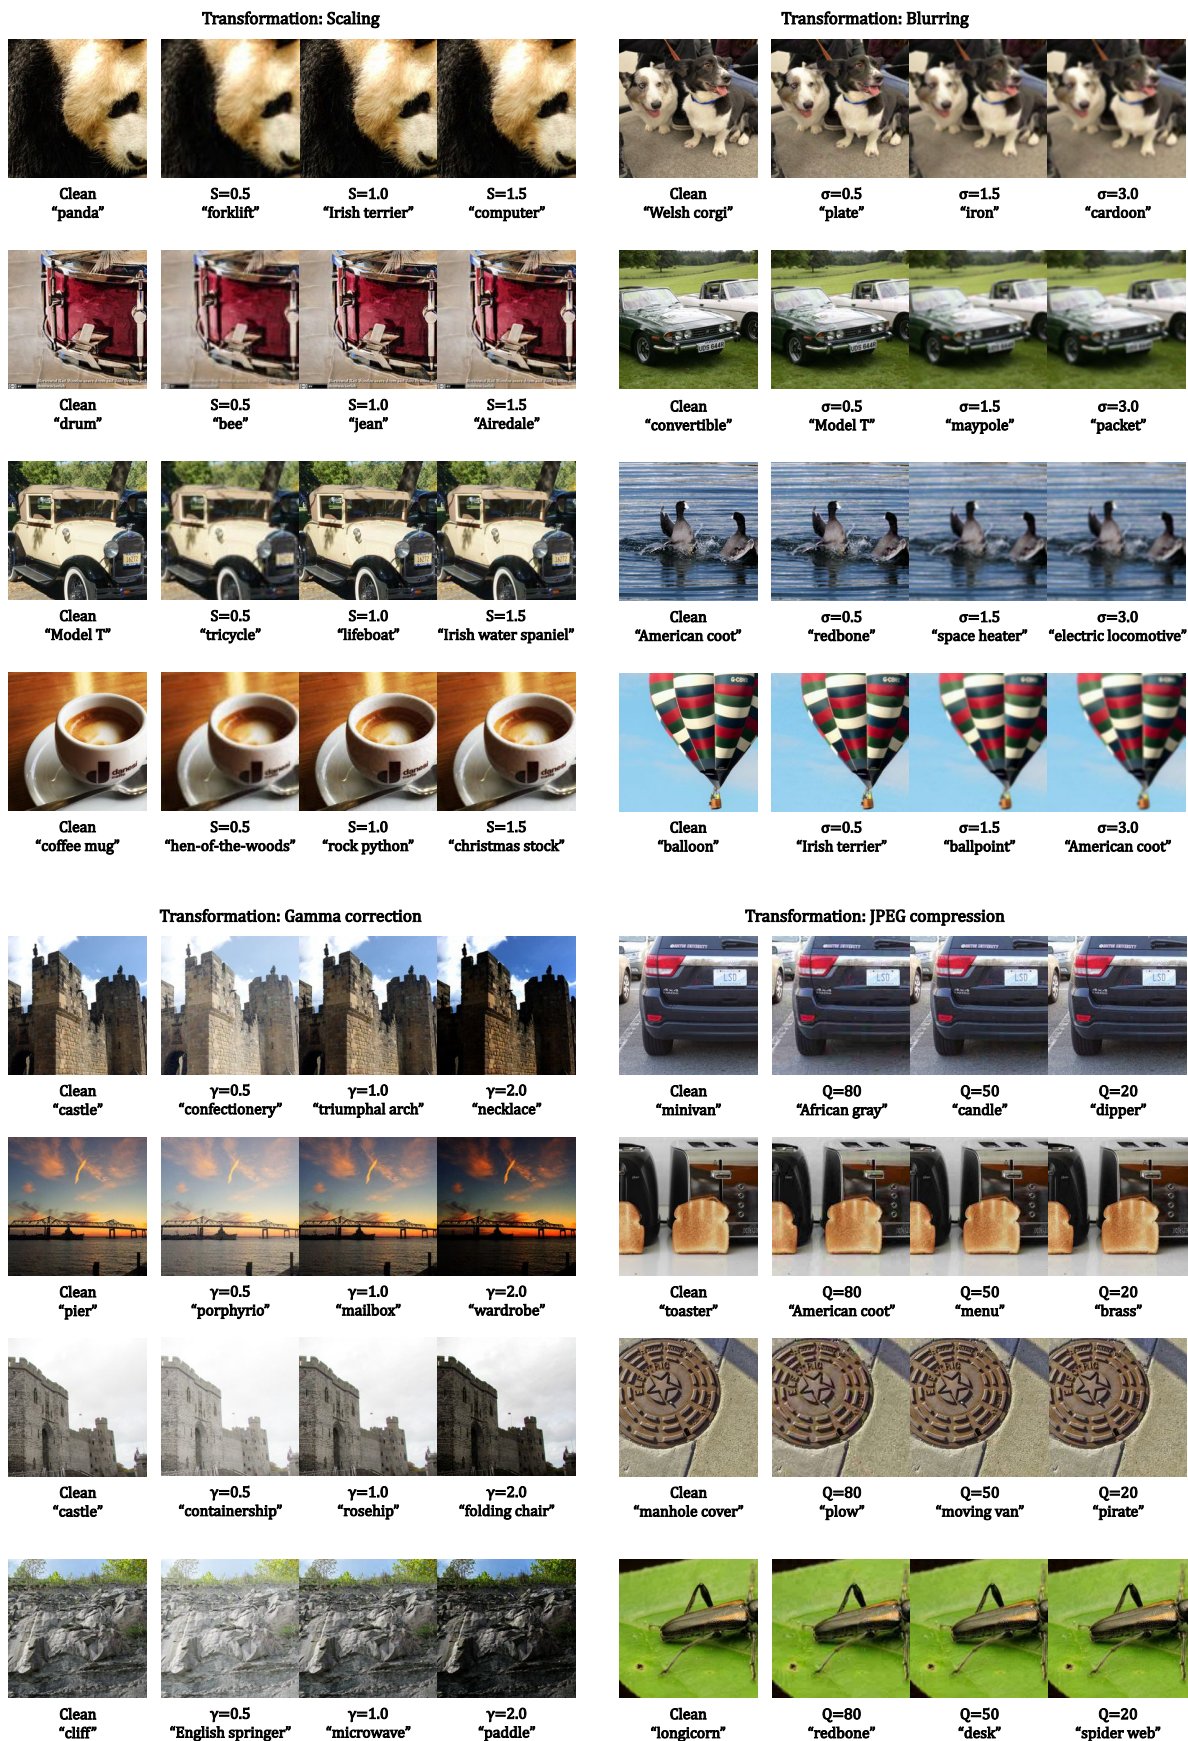 Transformation: Scaling
Clean
“panda”
S=0.5
“forklift”
S=1.0
“Irish terrier”
S=1.5
“computer”
Clean
“drum”
S=0.5
“bee”
S=1.0
“jean”
S=1.5
“Airedale”
Clean
“Model T”
S=0.5
“tricycle”
S=1.0
“lifeboat”
S=1.5
“Irish water spaniel”
danesi
caffè
Clean
“coffee mug”
S=0.5
“hen-of-the-woods”
S=1.0
“rock python”
S=1.5
“christmas stock”
Transformation: Blurring
Clean
“Welsh corgi”
σ=0.5
“plate”
σ=1.5
“iron”
σ=3.0
“cardoon”
UDS 644R
Clean
“convertible”
σ=0.5
“Model T”
σ=1.5
“maypole”
σ=3.0
“packet”
Clean
“American coot”
σ=0.5
“redbone”
σ=1.5
“space heater”
σ=3.0
“electric locomotive”
Clean
“balloon”
σ=0.5
“Irish terrier”
σ=1.5
“ballpoint”
σ=3.0
“American coot”
Transformation: Gamma correction
Clean
“castle”
γ=0.5
“confectionery”
γ=1.0
“triumphal arch”
γ=2.0
“necklace”
Clean
“pier”
γ=0.5
“porphyrio”
γ=1.0
“mailbox”
γ=2.0
“wardrobe”
Clean
“castle”
γ=0.5
“containership”
γ=1.0
“rosehip”
γ=2.0
“folding chair”
Clean
“cliff”
γ=0.5
“English springer”
γ=1.0
“microwave”
γ=2.0
“paddle”
Transformation: JPEG compression
LSD
LSD
LSD
LSD
Clean
“minivan”
Q=80
“African gray”
Q=50
“candle”
Q=20
“dipper”
Clean
“toaster”
Q=80
“American coot”
Q=50
“menu”
Q=20
“brass”
ELECTRIC
Clean
“manhole cover”
Q=80
“plow”
Q=50
“moving van”
Q=20
“pirate”
Clean
“longicorn”
Q=80
“redbone”
Q=50
“desk”
Q=20
“spider web”